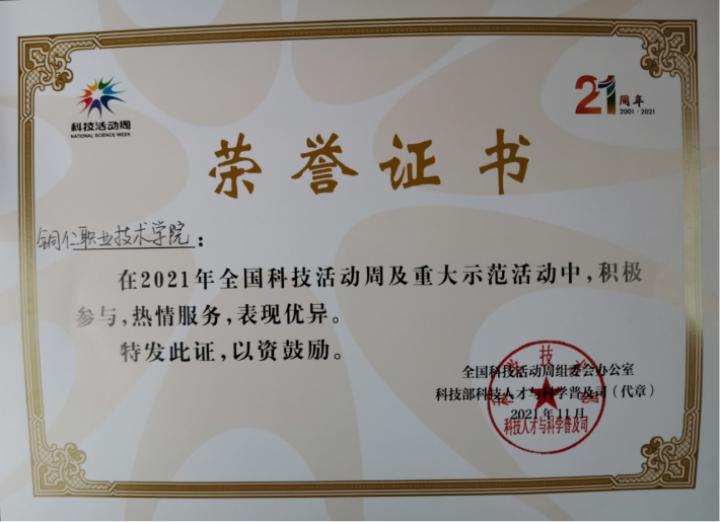 科技活动周
NATIONAL SCIENCE WEEK
21周年
2001-2021
荣誉证书
铜仁职业技术学院：
在2021年全国科技活动周及重大示范活动中，积极
参与，热情服务，表现优异。
特发此证，以资鼓励。
全国科技活动周组委会办公室
科技部科技人才与科学普及司（代章）
2021年11月
科技人才与科学普及司